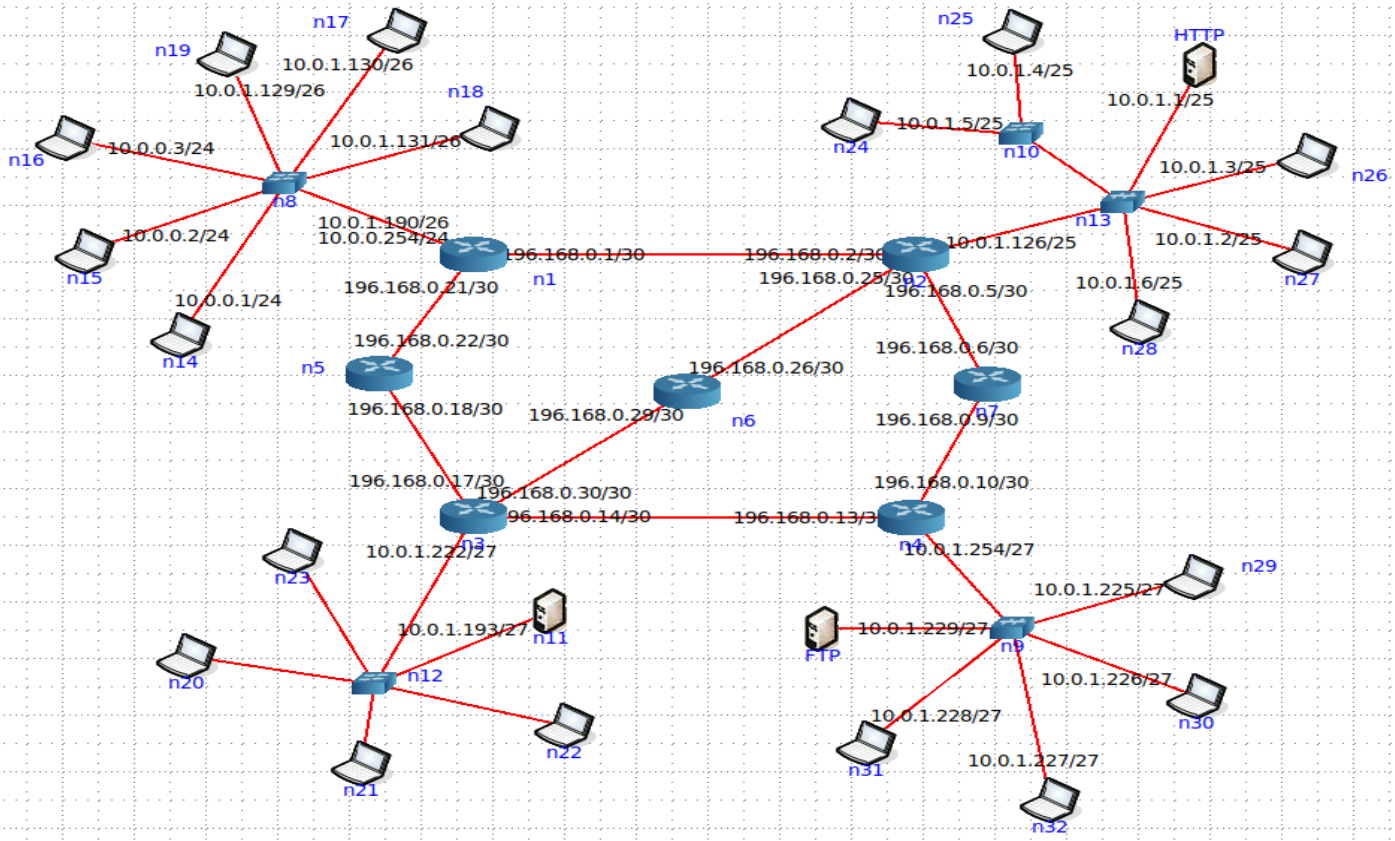 n17
n25
HTTP
n19
10.0.1.130/26
10.0.1.4/25
10.0.1.129/26
n18
10.0.1.1/25
n24
10.0.1.5/25
n10
n16
10.0.0.3/24
10.0.1.131/26
10.0.1.3/25
n26
n8
10.0.1.190/26
10.0.0.254/24
n13
10.0.0.2/24
10.0.1.126/25
10.0.1.2/25
n15
n1
196.168.0.1/30
196.168.0.2/30
n2
196.168.0.25/30
196.168.0.5/30
n27
10.0.1.6/25
196.168.0.21/30
10.0.0.1/24
196.168.0.22/30
196.168.0.6/30
n28
n14
n5
196.168.0.26/30
196.168.0.18/30
196.168.0.29/30
n6
n7
196.168.0.9/30
196.168.0.17/30
196.168.0.30/30
196.168.0.10/30
196.168.0.14/30
196.168.0.13/3
n3
n4
10.0.1.222/27
10.0.1.254/27
n23
n29
10.0.1.225/27
10.0.1.193/27
n11
10.0.1.229/27
FTP
n9
n20
n12
10.0.1.226/27
10.0.1.228/27
n30
n22
n31
10.0.1.227/27
n21
n32